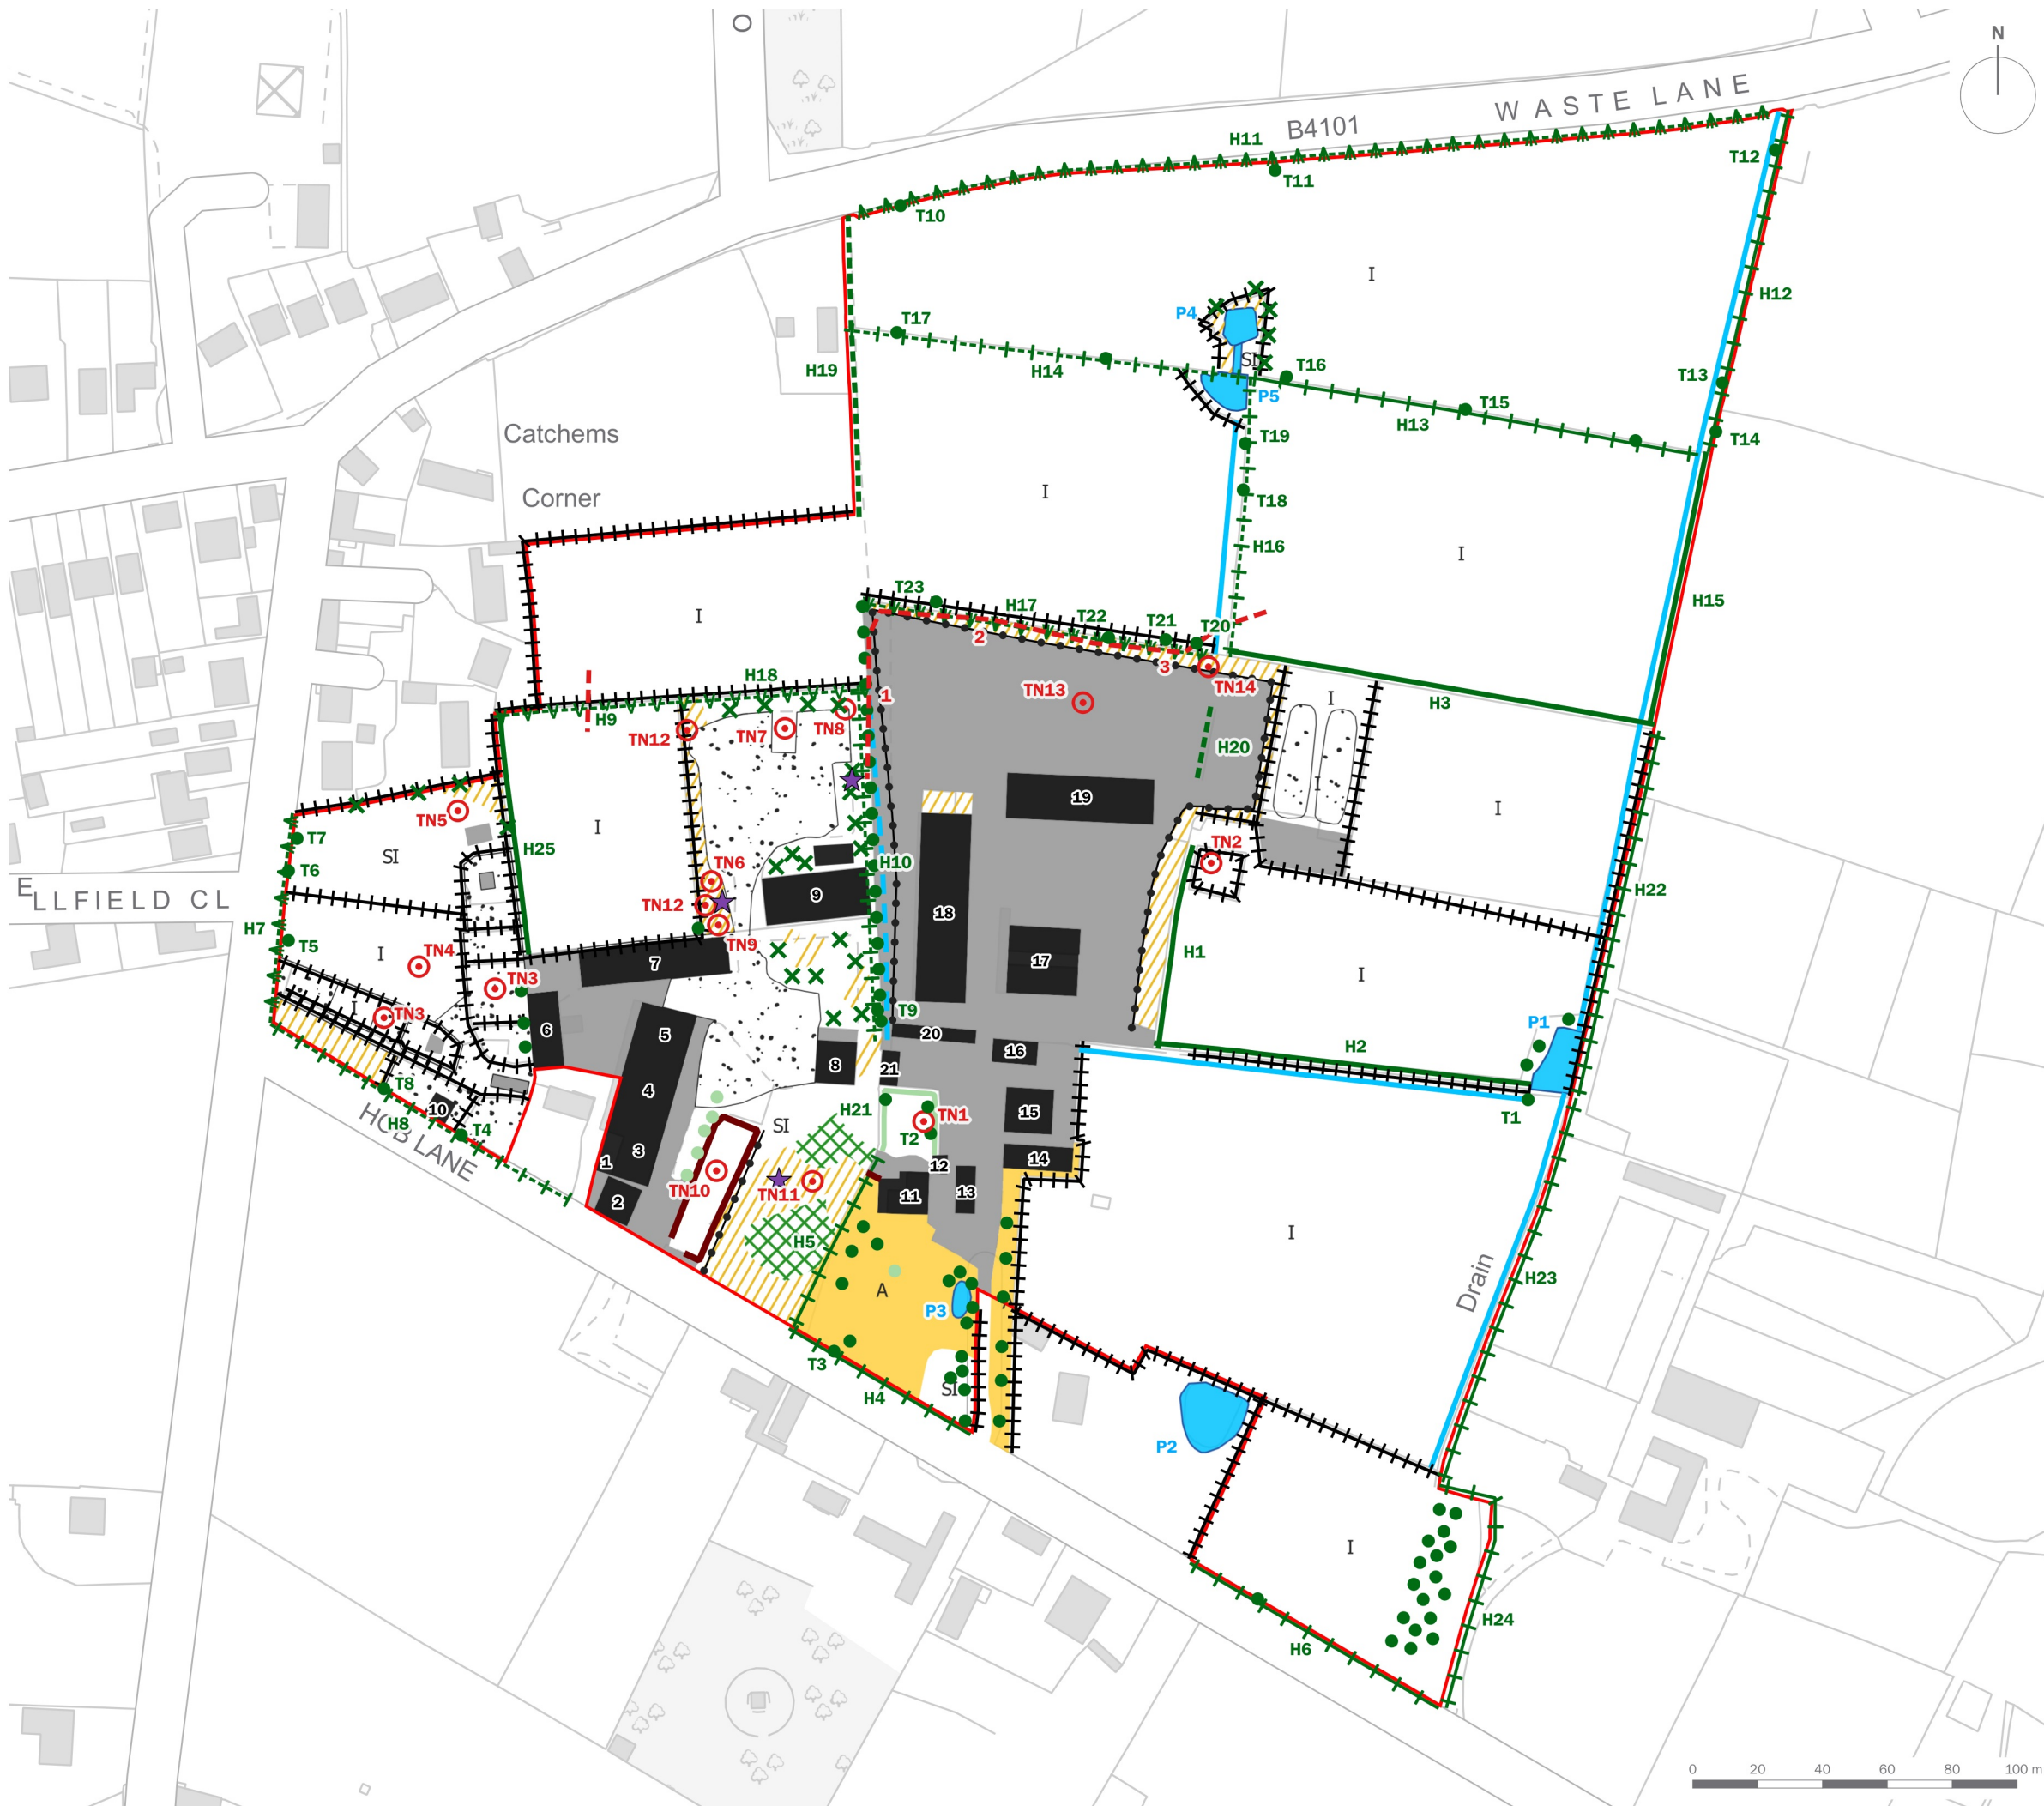 O
N
WASTE LANE
B4101
H11
T12
T11
T10
I
H12
P4
T17
SI
T16
H19
H14
T13
P5
T15
H13
Catchems
T19
T14
I
Corner
T18
H16
I
T23
H15
H17
I
T22
T21
T20
2
3
H18
TN14
1
TN13
I
H3
H9
TN12
TN7
TN8
H20
I
19
I
TN5
I
H25
T7
SI
TN2
H10
T6
TN6
E
LLFIELD CL
9
H22
TN12
18
H7
TN9
T5
TN4
H1
I
7
17
I
TN3
I
TN3
T9
P1
6
5
20
16
H2
8
21
T8
4
10
H21
15
TN1
T1
H8
SI
T2
HOB LANE
T4
3
1
12
14
TN10
TN11
11
13
2
I
H5
Drain
H23
A
P3
T3
SI
H4
P2
I
H24
H6
0 20 40 60 80 100 m